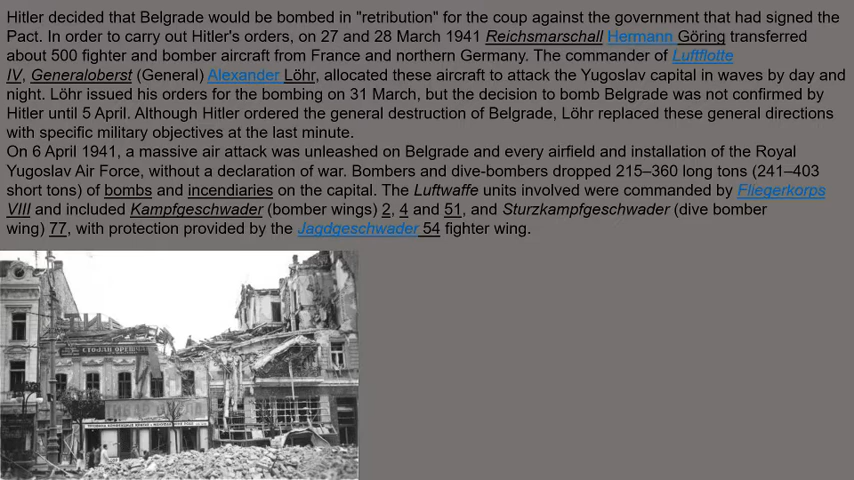 Hitler decided that Belgrade would be bombed in "retribution" for the coup against the government that had signed the
Pact. In order to carry out Hitler's orders, on 27 and 28 March 1941 Reichsmarschall Hermann Göring transferred
about 500 fighter and bomber aircraft from France and northern Germany. The commander of Luftflotte
IV, Generaloberst (General) Alexander Löhr, allocated these aircraft to attack the Yugoslav capital in waves by day and
night. Löhr issued his orders for the bombing on 31 March, but the decision to bomb Belgrade was not confirmed by
Hitler until 5 April. Although Hitler ordered the general destruction of Belgrade, Löhr replaced these general directions
with specific military objectives at the last minute.
On 6 April 1941, a massive air attack was unleashed on Belgrade and every airfield and installation of the Royal
Yugoslav Air Force, without a declaration of war. Bombers and dive-bombers dropped 215–360 long tons (241–403
short tons) of bombs and incendiaries on the capital. The Luftwaffe units involved were commanded by Fliegerkorps
VIII and included Kampfgeschwader (bomber wings) 2, 4 and 51, and Sturzkampfgeschwader (dive bomber
wing) 77, with protection provided by the Jagdgeschwader 54 fighter wing.